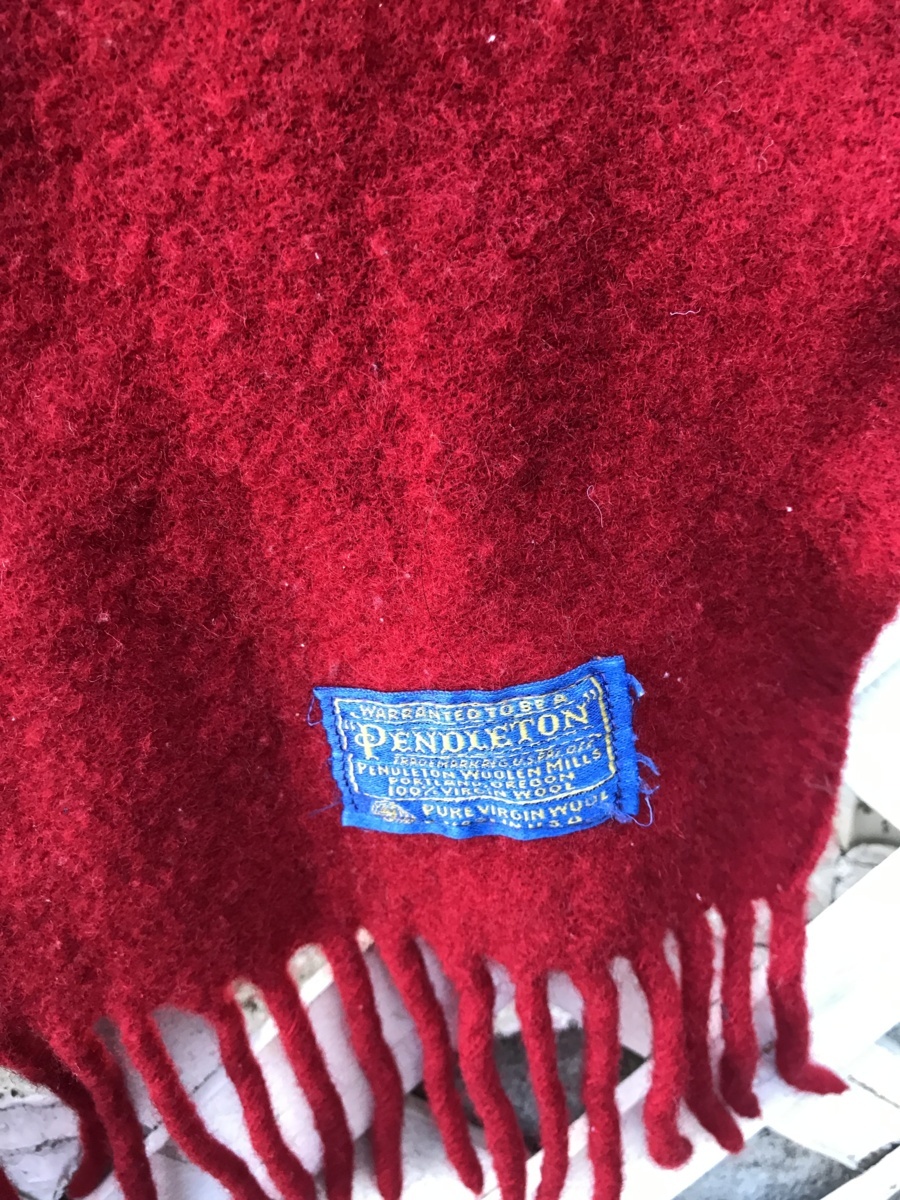 WARRANTED TO BE A
"PENDLETON"
TRADEMARK REG. U.S. PAT. OFF.
PENDLETON WOOLEN MILLS
PORTLAND, OREGON
100% VIRGIN WOOL
PURE VIRGIN WOOL
IN U.S.A